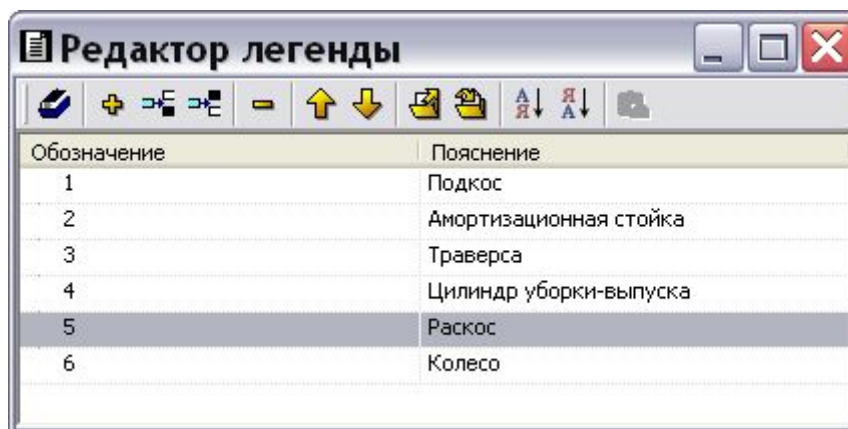 Редактор легенды
А Я Я А
Обозначение Пояснение
1 Подкос
2 Амортизационная стойка
3 Траверса
4 Цилиндр уборки-выпуска
5 Раскос
6 Колесо